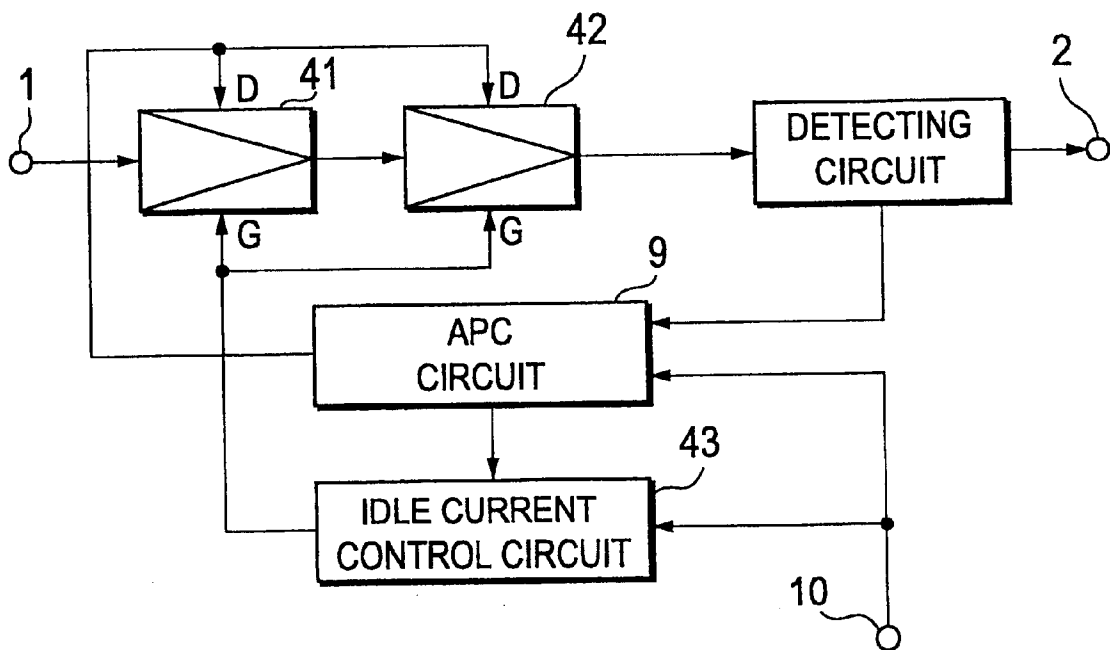 1
D
41
D
42
2
DETECTING
CIRCUIT
G
G
9
APC
CIRCUIT
43
IDLE CURRENT
CONTROL CIRCUIT
10